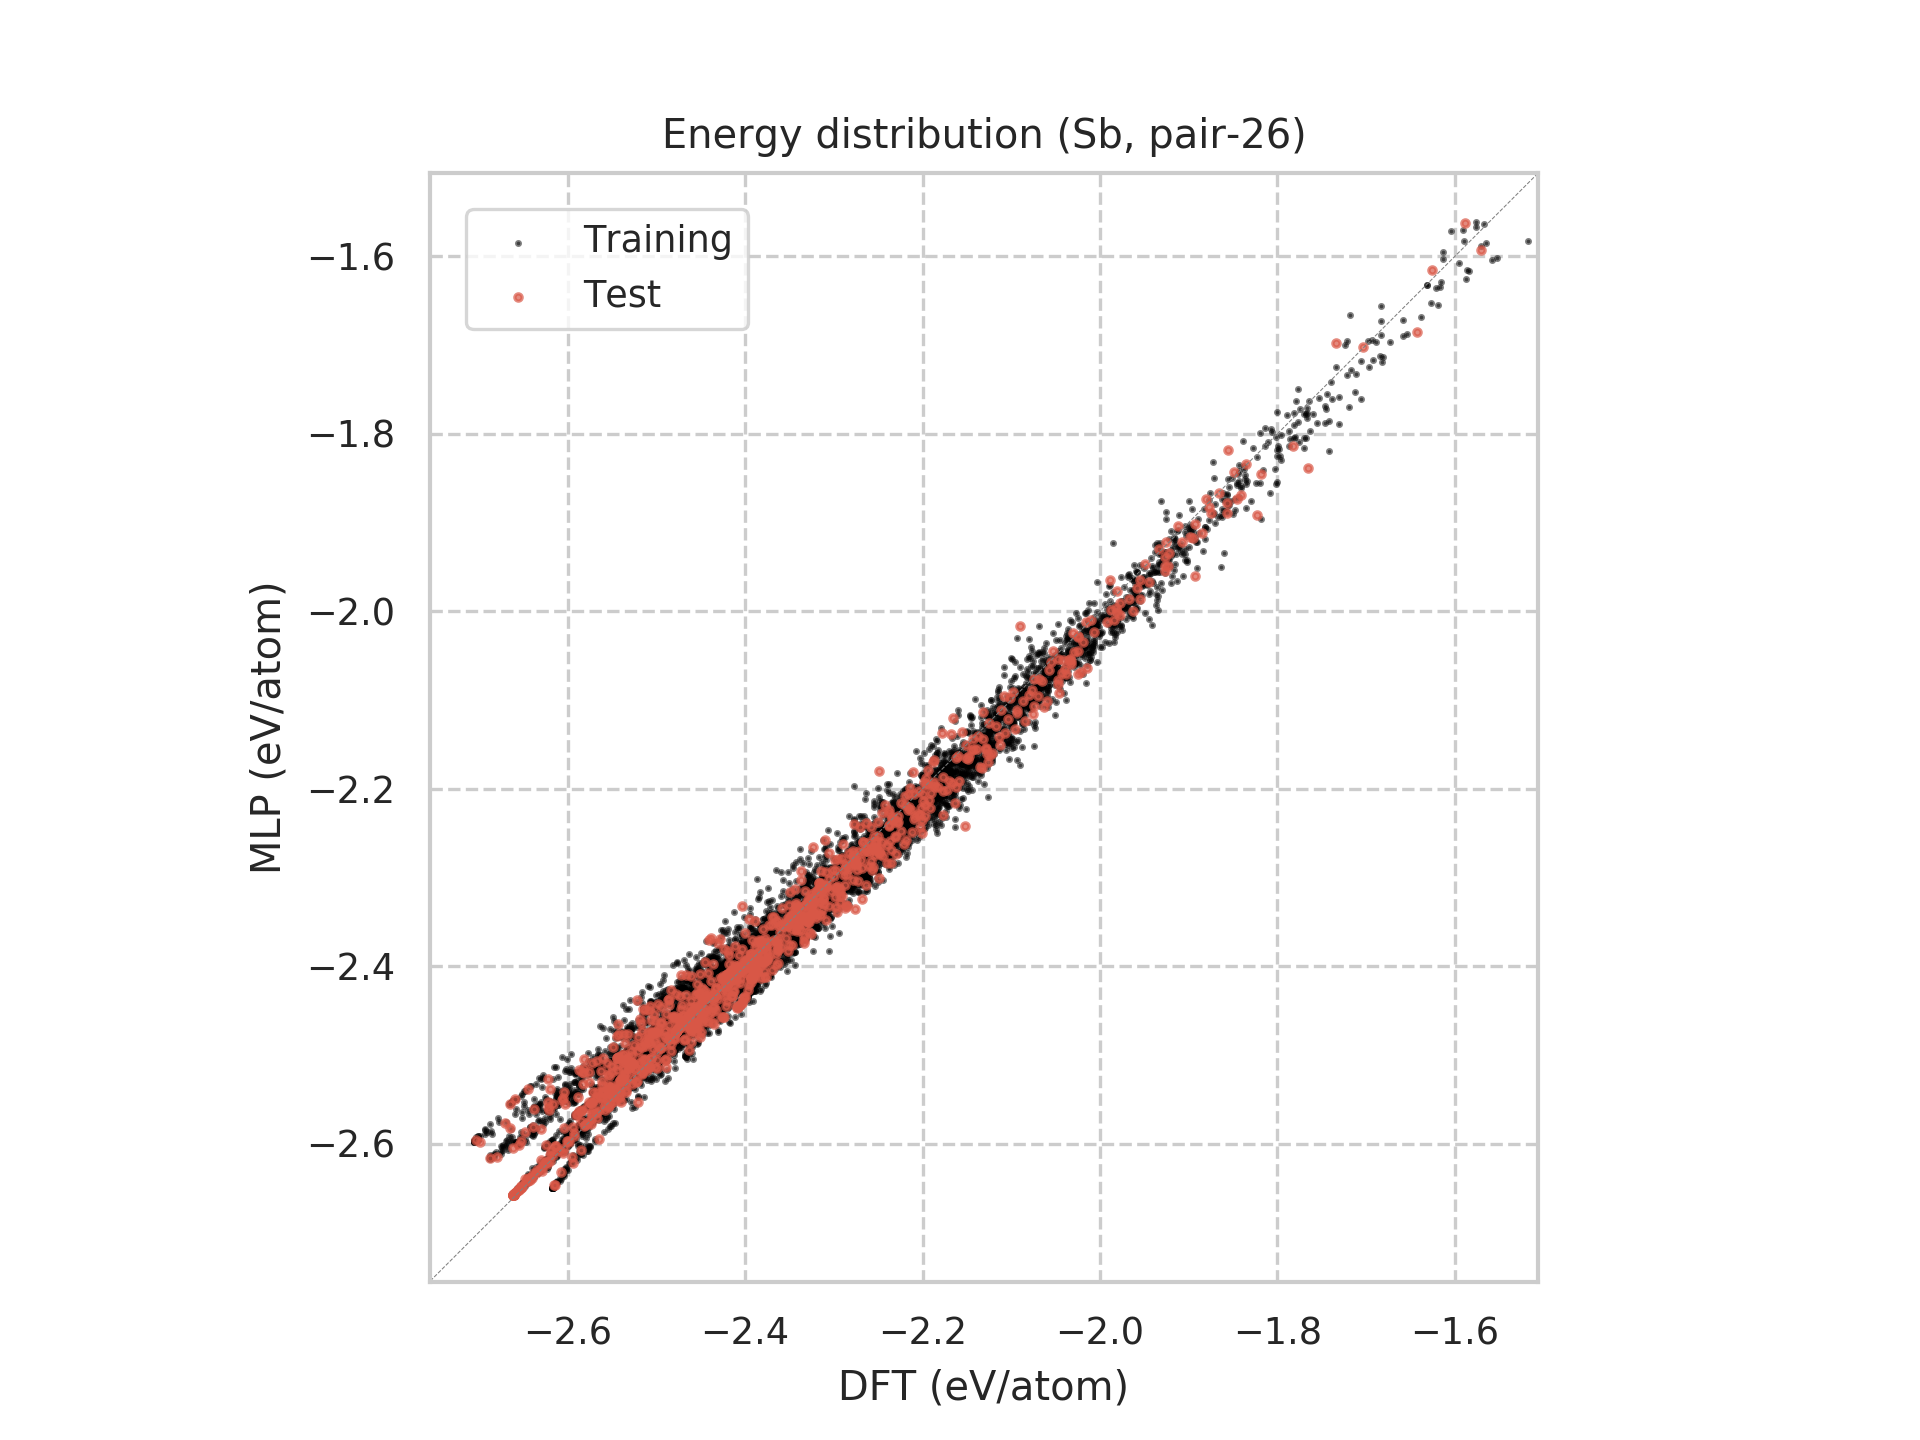 Energy distribution (Sb, pair-26)
Training
Test
−1.6
−1.8
−2.0
−2.2
−2.4
−2.6
MLP (eV/atom)
−2.6 −2.4 −2.2 −2.0 −1.8 −1.6
DFT (eV/atom)